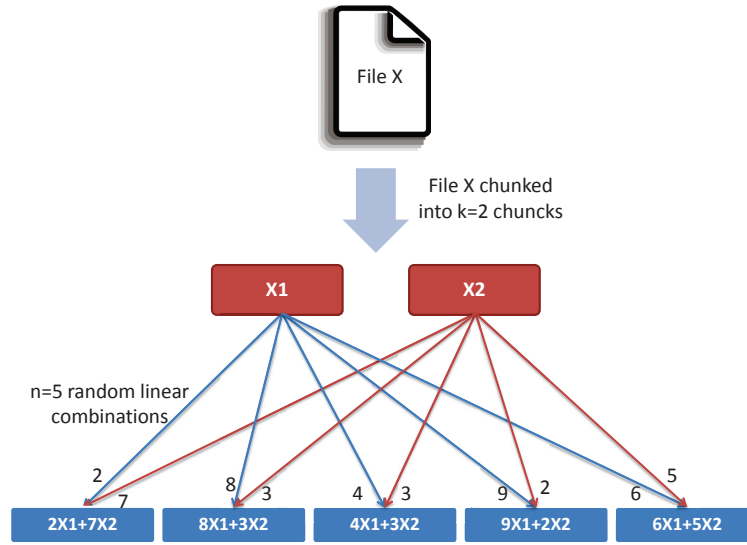 File X
File X chunked
into k=2 chuncks
X1
X2
n=5 random linear
combinations
2
7
8
3
4
3
9
2
6
5
2X1+7X2
8X1+3X2
4X1+3X2
9X1+2X2
6X1+5X2